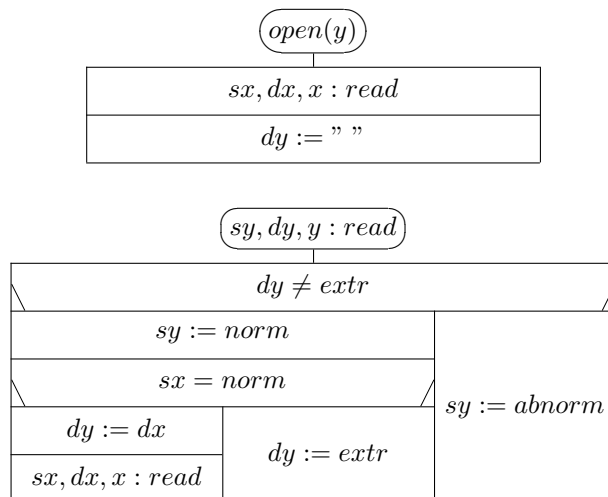 open(y)
sx, dx, x : read
dy := ” ”
sy, dy, y : read
dy ≠ extr
sy := norm
sx = norm
sy := abnorm
dy := dx
dy := extr
sx, dx, x : read